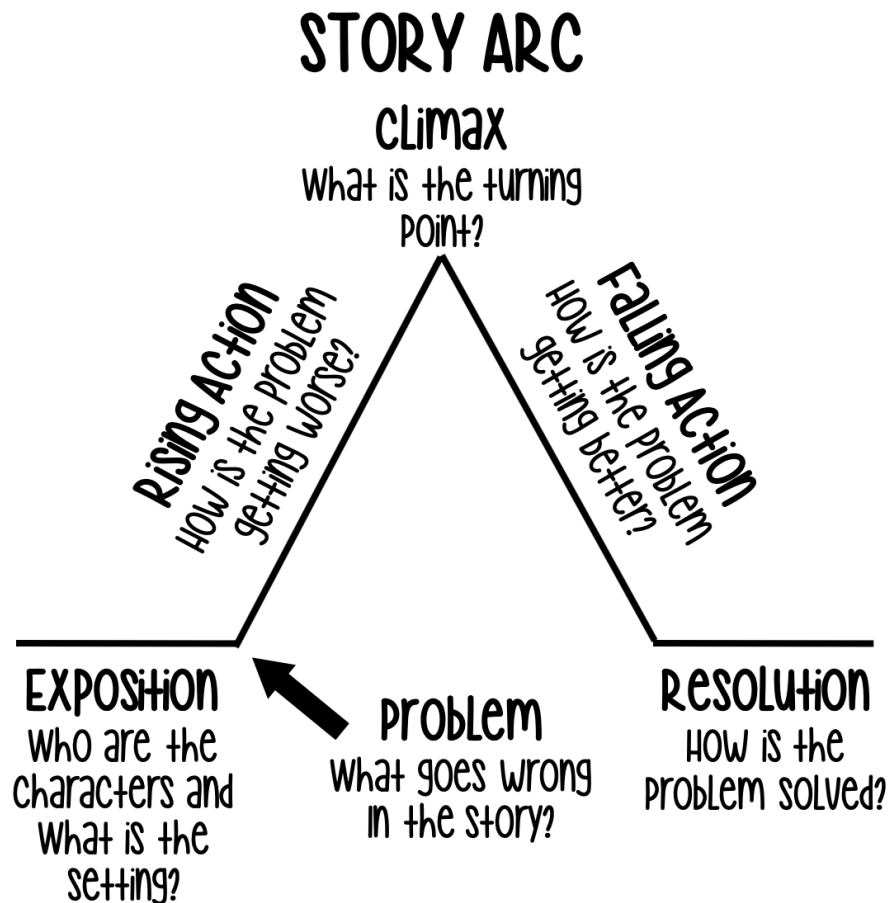 STORY ARC
Climax
What is the turning
point?
Rising Action
How is the problem
getting worse?
Falling Action
How is the problem
getting better?
Exposition
Who are the
characters and
what is the
setting?
Problem
What goes wrong
in the story?
Resolution
How is the
problem solved?